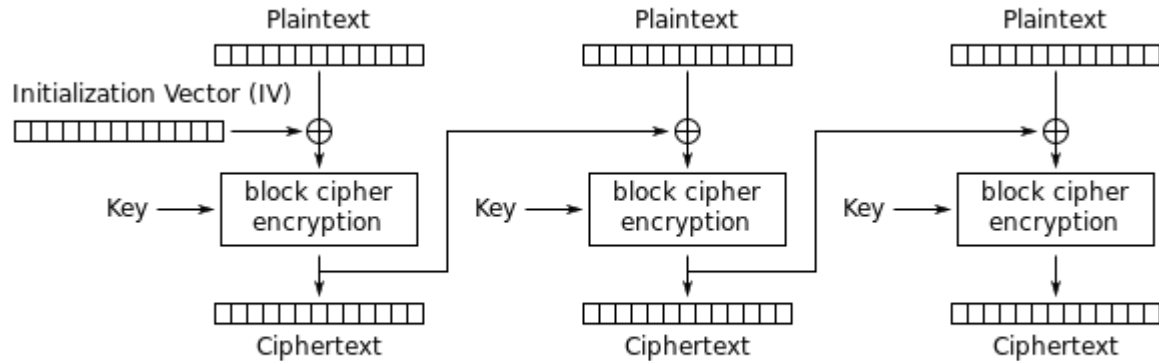 Plaintext
Plaintext
Plaintext
Initialization Vector (IV)
Key
block cipher
encryption
Key
block cipher
encryption
Key
block cipher
encryption
Ciphertext
Ciphertext
Ciphertext